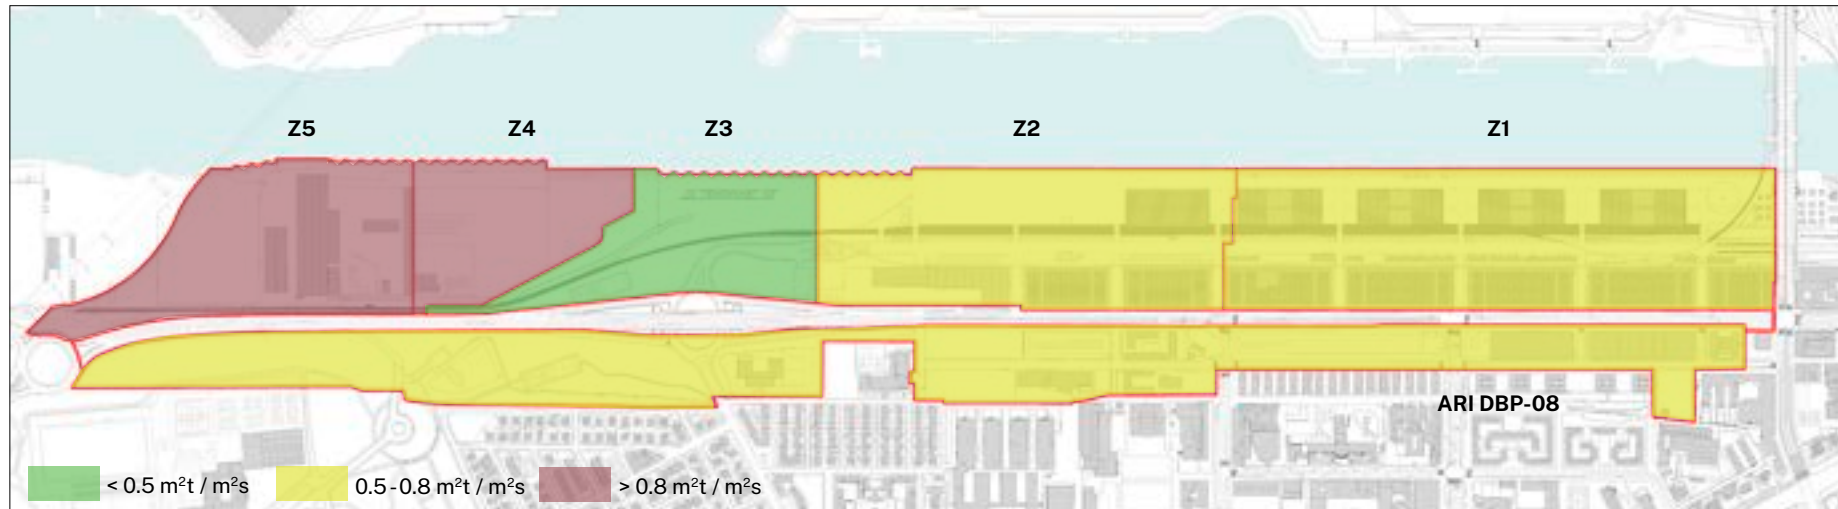 Z5 Z4 Z3 Z2 Z1
ARI DBP-08
< 0.5 m²t / m²s 0.5 - 0.8 m²t / m²s > 0.8 m²t / m²s